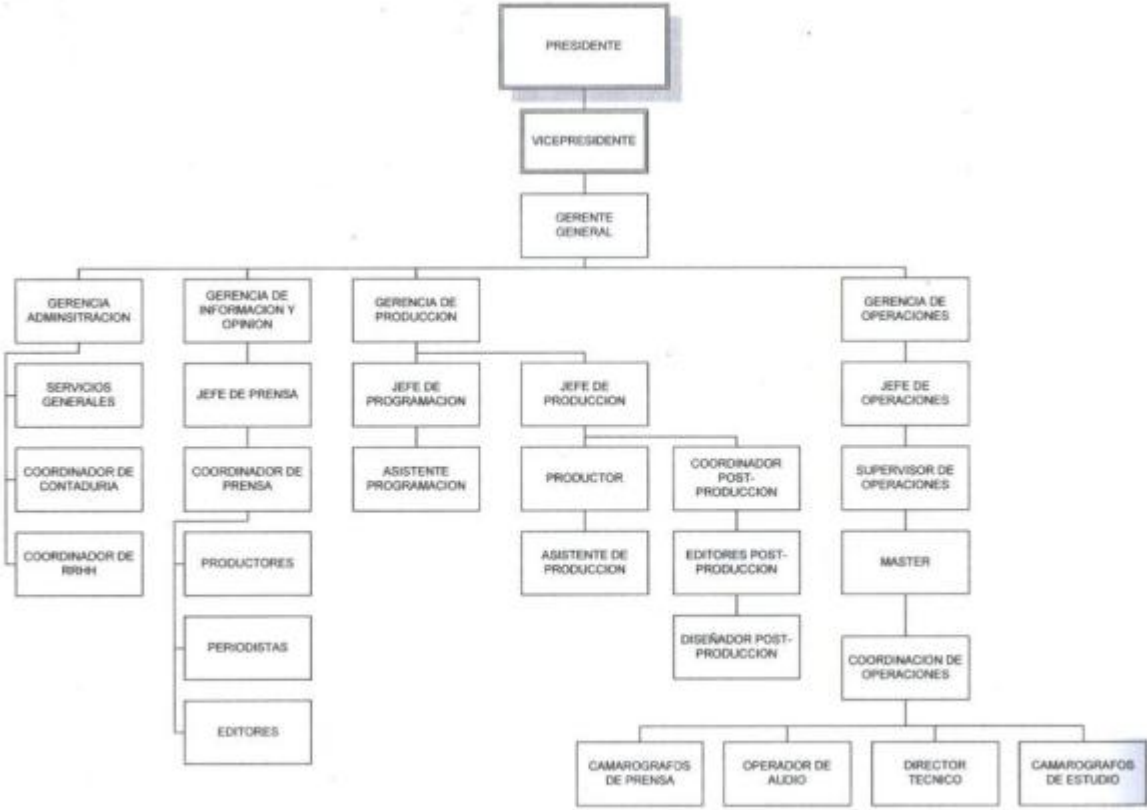 PRESIDENTE
VICEPRESIDENTE
GERENTE
GENERAL
GERENCIA
ADMINSITRACION
GERENCIA DE
INFORMACION Y
OPINION
GERENCIA DE
PRODUCCION
GERENCIA DE
OPERACIONES
SERVICIOS
GENERALES
JEFE DE PRENSA
JEFE DE
PROGRAMACION
JEFE DE
PRODUCCION
JEFE DE
OPERACIONES
COORDINADOR DE
CONTADURIA
COORDINADOR DE
PRENSA
ASISTENTE
PROGRAMACION
PRODUCTOR
COORDINADOR
POST-
PRODUCCION
SUPERVISOR DE
OPERACIONES
COORDINADOR DE
RRHH
PRODUCTORES
ASISTENTE DE
PRODUCCION
EDITORES POST-
PRODUCCION
MASTER
PERIODISTAS
DISEÑADOR POST-
PRODUCCION
COORDINACION DE
OPERACIONES
EDITORES
CAMAROGRAFOS
DE PRENSA
OPERADOR DE
AUDIO
DIRECTOR
TECNICO
CAMAROGRAFOS
DE ESTUDIO